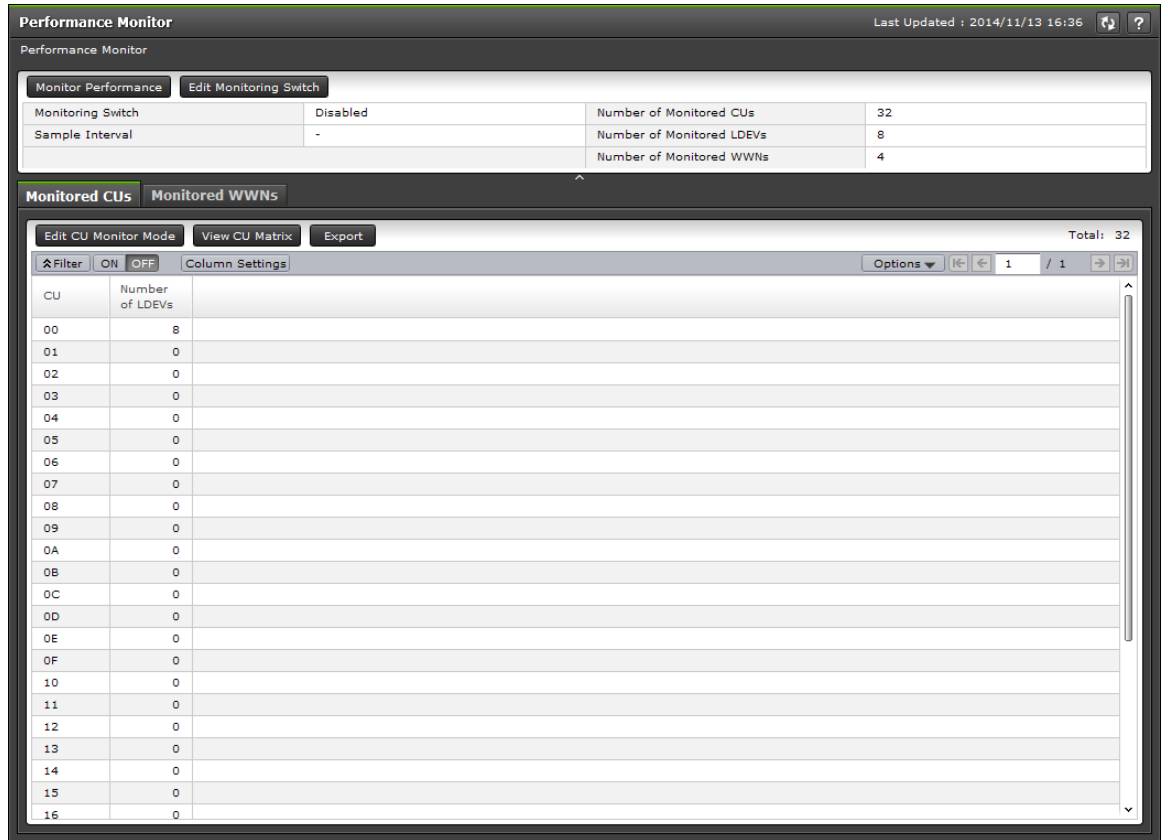 Performance Monitor Last Updated : 2014/11/13 16:36 ?
Performance Monitor
Monitor Performance Edit Monitoring Switch
Monitoring Switch Disabled Number of Monitored CUs 32
Sample Interval - Number of Monitored LDEVs 8
Number of Monitored WWNs 4
Monitored CUs Monitored WWNs
Edit CU Monitor Mode View CU Matrix Export Total: 32
Filter ON OFF Column Settings Options 1 / 1
CU Number of LDEVs
00 8
01 0
02 0
03 0
04 0
05 0
06 0
07 0
08 0
09 0
0A 0
0B 0
0C 0
0D 0
0E 0
0F 0
10 0
11 0
12 0
13 0
14 0
15 0
16 0